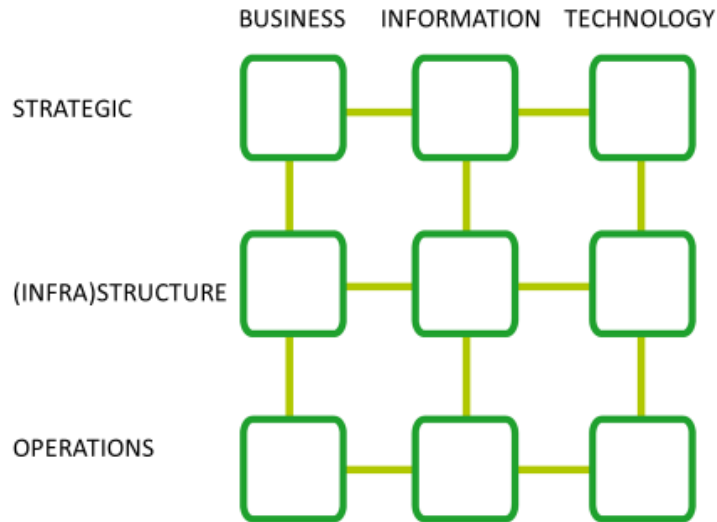 BUSINESS INFORMATION TECHNOLOGY
STRATEGIC
(INFRA)STRUCTURE
OPERATIONS